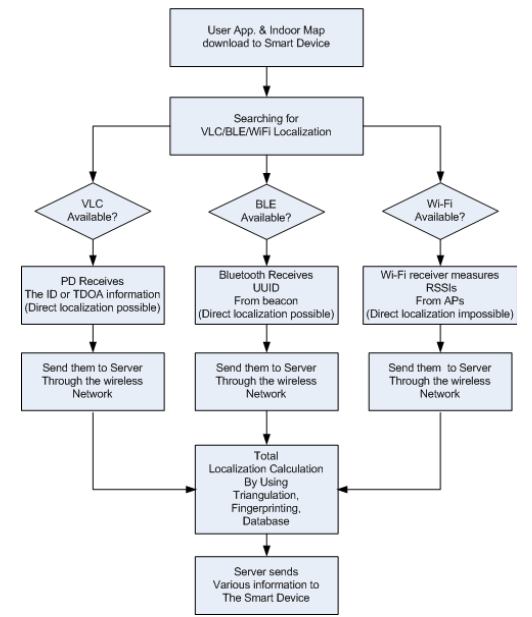 User App. & Indoor Map
download to Smart Device
Searching for
VLC/BLE/WiFi Localization
VLC
Available?
BLE
Available?
Wi-Fi
Available?
PD Receives
The ID or TDOA information
(Direct localization possible)
Bluetooth Receives
UUID
From beacon
(Direct localization possible)
Wi-Fi receiver measures
RSSIs
From APs
(Direct localization impossible)
Send them to Server
Through the wireless
Network
Send them to Server
Through the wireless
Network
Send them to Server
Through the wireless
Network
Total
Localization Calculation
By Using
Triangulation,
Fingerprinting,
Database
Server sends
Various information to
The Smart Device